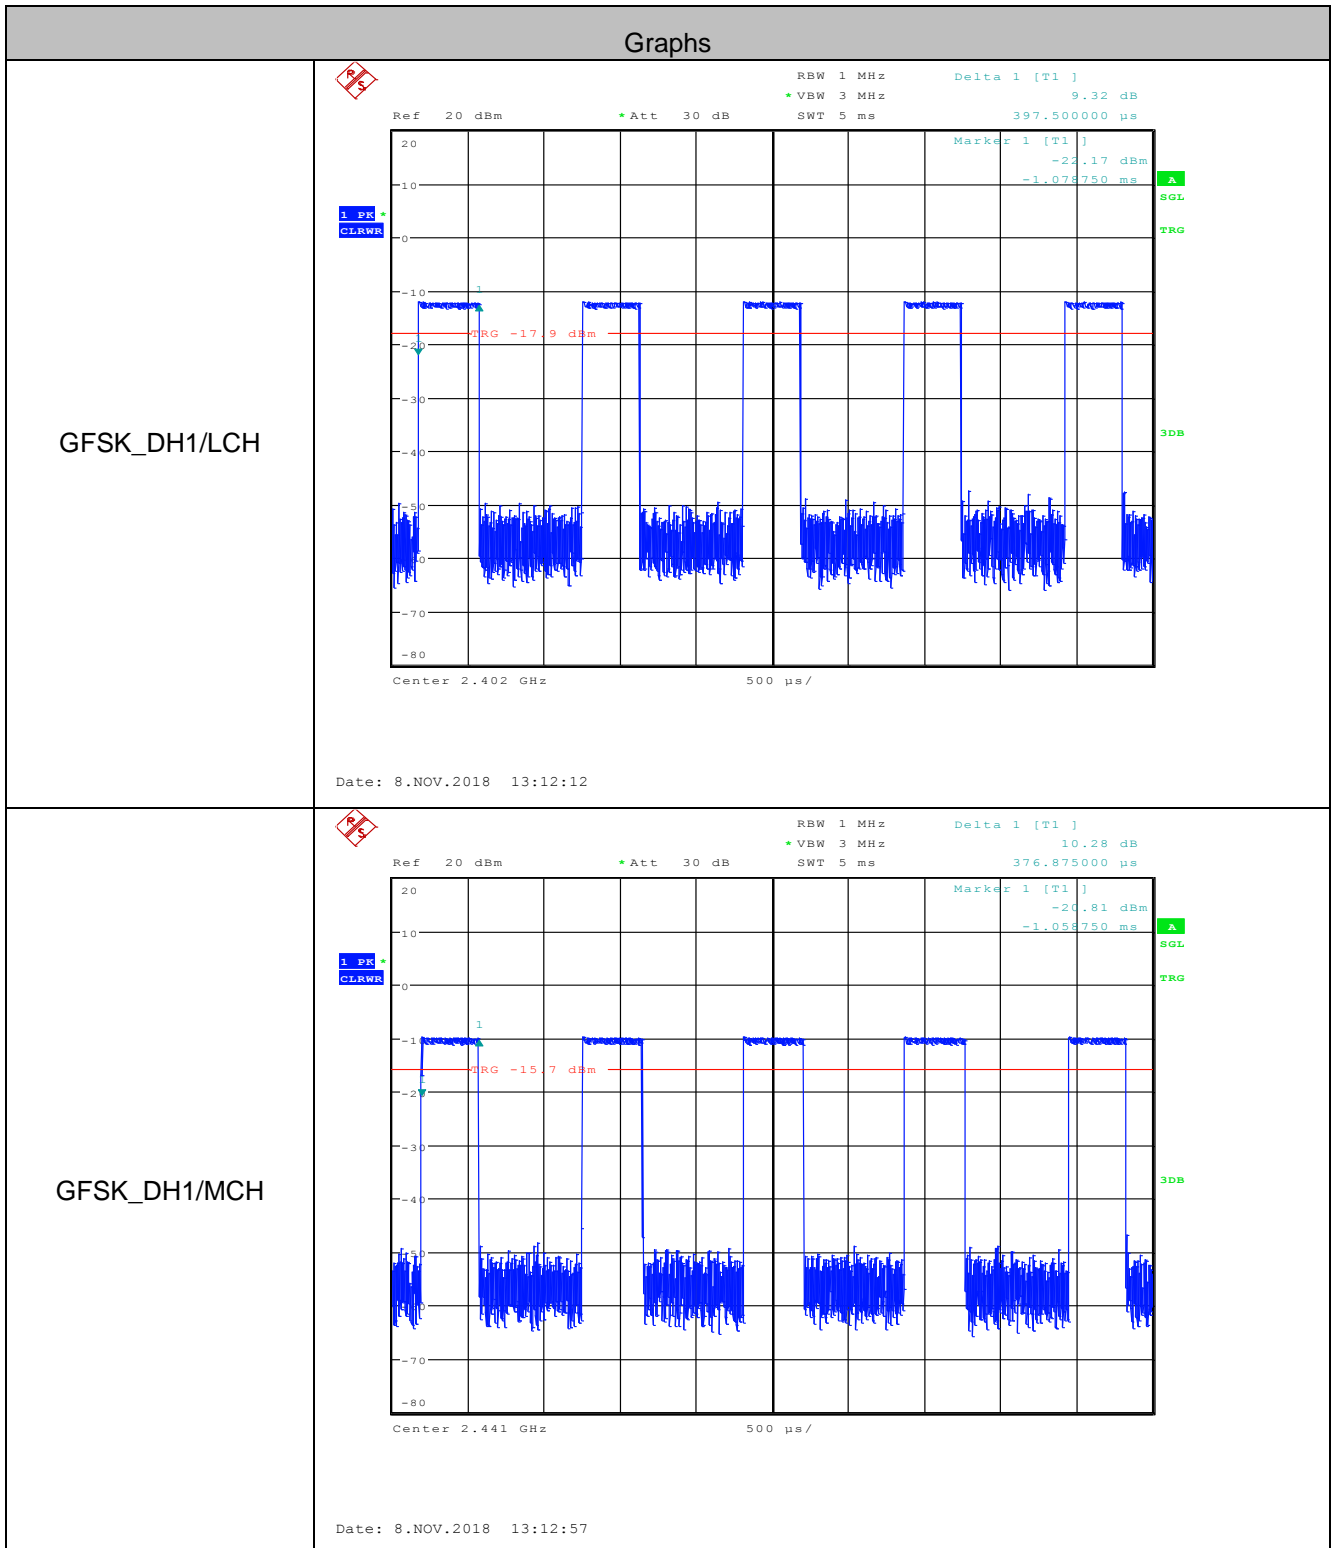 Graphs
GFSK_DH1/LCH
R S
RBW 1 MHz
Delta 1 [T1 ]
* VBW 3 MHz
9.32 dB
Ref 20 dBm
* Att 30 dB
SWT 5 ms
397.500000 µs
20
Marker 1 [T1 ]
-22.17 dBm
-1.078750 ms
A
10
SGL
1 PK *
CLRWR
0
TRG
-10
1
TRG -17.9 dBm
-20
-30
3DB
-40
-50
-70
-80
Center 2.402 GHz
500 µs/
Date: 8.NOV.2018 13:12:12
GFSK_DH1/MCH
R S
RBW 1 MHz
Delta 1 [T1 ]
* VBW 3 MHz
10.28 dB
Ref 20 dBm
* Att 30 dB
SWT 5 ms
376.875000 µs
20
Marker 1 [T1 ]
-20.81 dBm
-1.058750 ms
A
10
SGL
1 PK *
CLRWR
0
TRG
1
-10
TRG -15.7 dBm
1
-20
-30
3DB
-40
-50
-70
-80
Center 2.441 GHz
500 µs/
Date: 8.NOV.2018 13:12:57